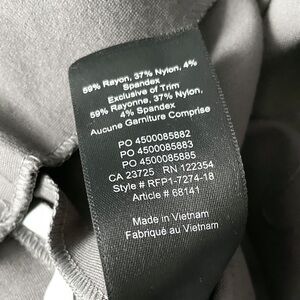 59% Rayon, 37% Nylon, 4%
Spandex
Exclusive of Trim
59% Rayonne, 37% Nylon,
4% Spandex
Aucune Garniture Comprise
PO 4500085882
PO 4500085883
PO 4500085885
CA 23725 RN 122354
Style # RFP1-7274-18
Article # 68141
Made in Vietnam
Fabriqué au Vietnam